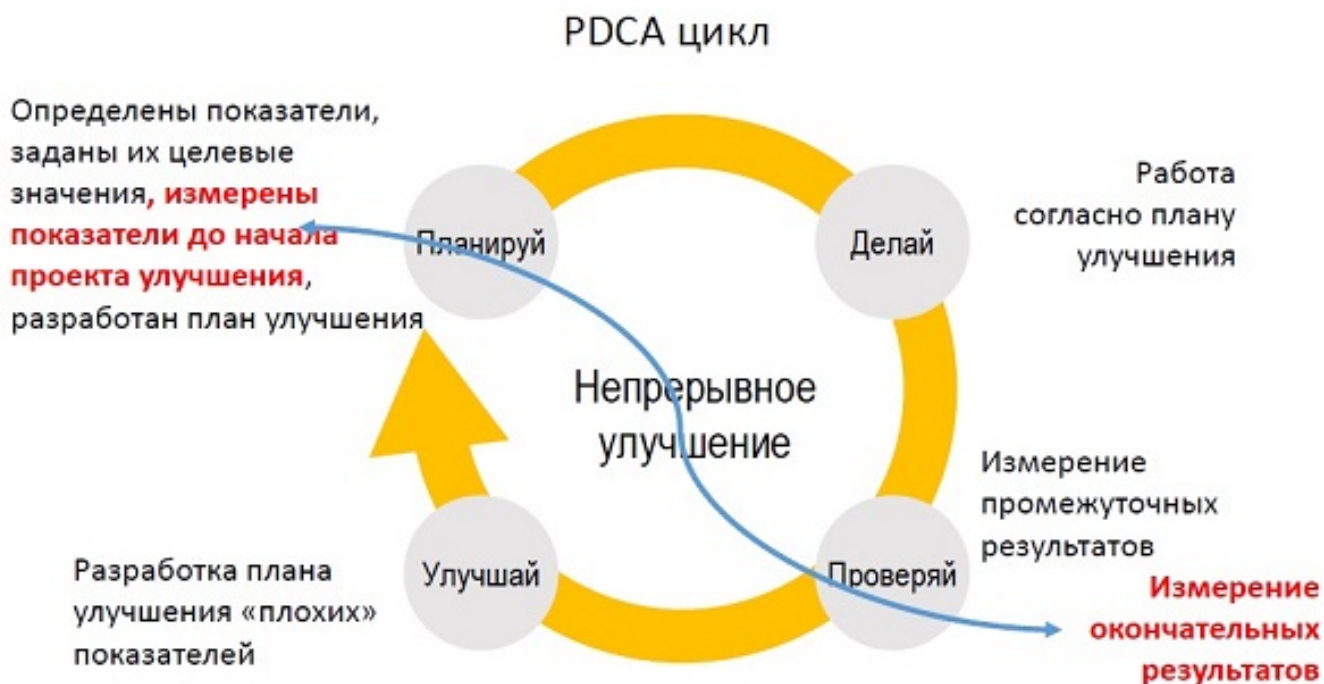 PDCA цикл
Определены показатели,
заданы их целевые
значения, измерены
показатели до начала
проекта улучшения,
разработан план улучшения
Планируй
Делай
Работа
согласно плану
улучшения
Непрерывное
улучшение
Измерение
промежуточных
результатов
Проверяй
Измерение
окончательных
результатов
Улучшай
Разработка плана
улучшения «плохих»
показателей